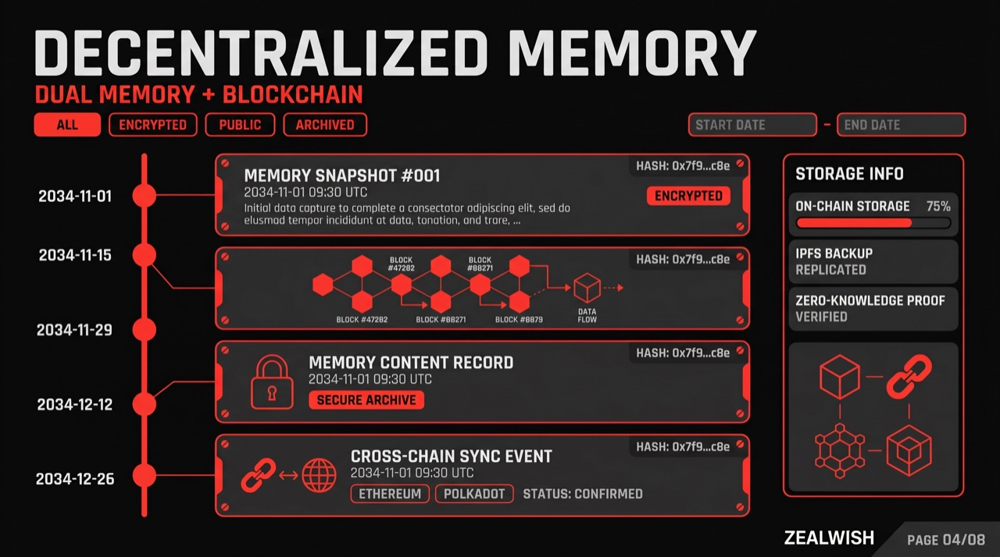 DECENTRALIZED MEMORY
DUAL MEMORY + BLOCKCHAIN
ALL
ENCRYPTED
PUBLIC
ARCHIVED
START DATE
–
END DATE
2034-11-01
2034-11-15
2034-11-29
2034-12-12
2034-12-26
HASH: 0x7f9...c8e
MEMORY SNAPSHOT #001
2034-11-01 09:30 UTC
ENCRYPTED
Initial data capture to complete a consectator adipiscing elit, sed do
elusmad tempor incididunt at data, tonation, and trare, ...
HASH: 0x7f9...c8e
BLOCK
#47282
BLOCK
#88271
BLOCK #47282
BLOCK #88271
BLOCK #8879
DATA
FLOW
HASH: 0x7f9...c8e
MEMORY CONTENT RECORD
2034-11-01 09:30 UTC
SECURE ARCHIVE
HASH: 0x7f9...c8e
CROSS-CHAIN SYNC EVENT
2034-11-01 09:30 UTC
ETHEREUM
POLKADOT
STATUS: CONFIRMED
STORAGE INFO
ON-CHAIN STORAGE 75%
IPFS BACKUP
REPLICATED
ZERO-KNOWLEDGE PROOF
VERIFIED
ZEALWISH
PAGE 04/08